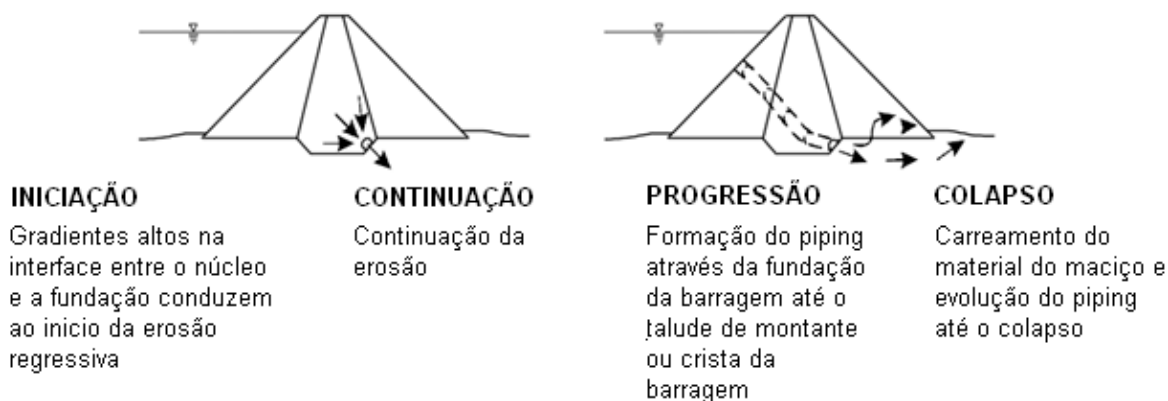 INICIAÇÃO
Gradientes altos na
interface entre o núcleo
e a fundação conduzem
ao inicio da erosão
regressiva
CONTINUAÇÃO
Continuação da
erosão
PROGRESSÃO
Formação do piping
através da fundação
da barragem até o
talude de montante
ou crista da
barragem
COLAPSO
Carreamento do
material do maciço e
evolução do piping
até o colapso